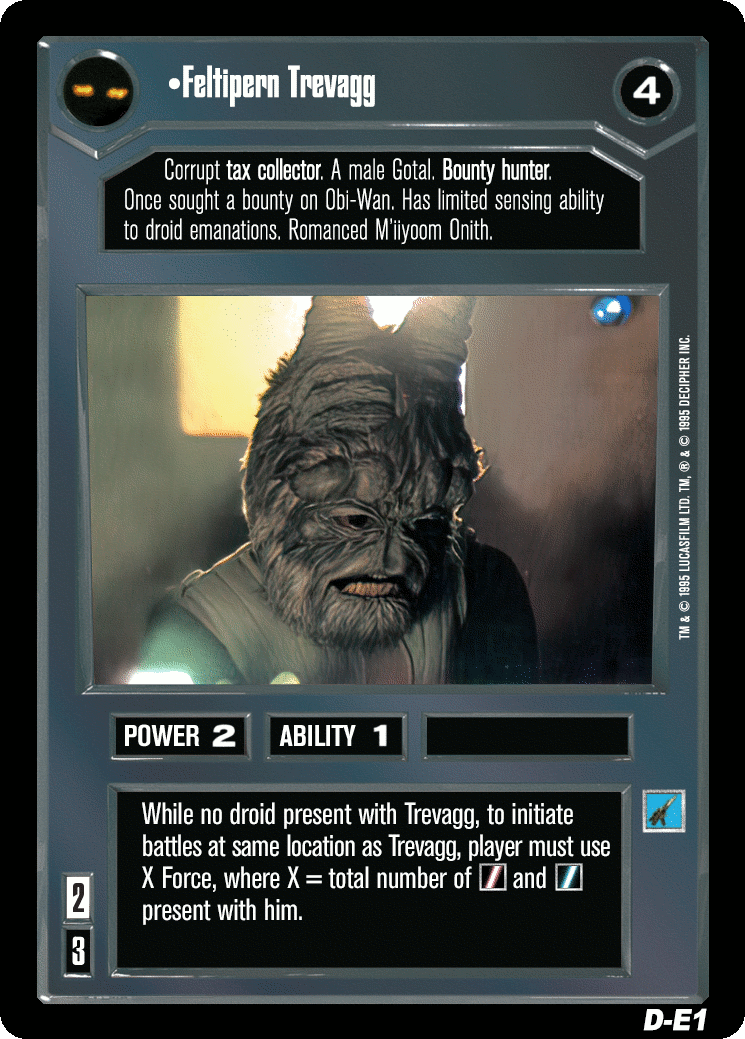 •Feltipern Trevagg
4
Corrupt tax collector. A male Gotal. Bounty hunter.
Once sought a bounty on Obi-Wan. Has limited sensing ability
to droid emanations. Romanced M'iiyoom Onith.
TM & © 1995 LUCASFILM LTD. TM, ® & © 1995 DECIPHER INC.
POWER 2
ABILITY 1
While no droid present with Trevagg, to initiate
battles at same location as Trevagg, player must use
X Force, where X = total number of and
present with him.
2
3
D-E1